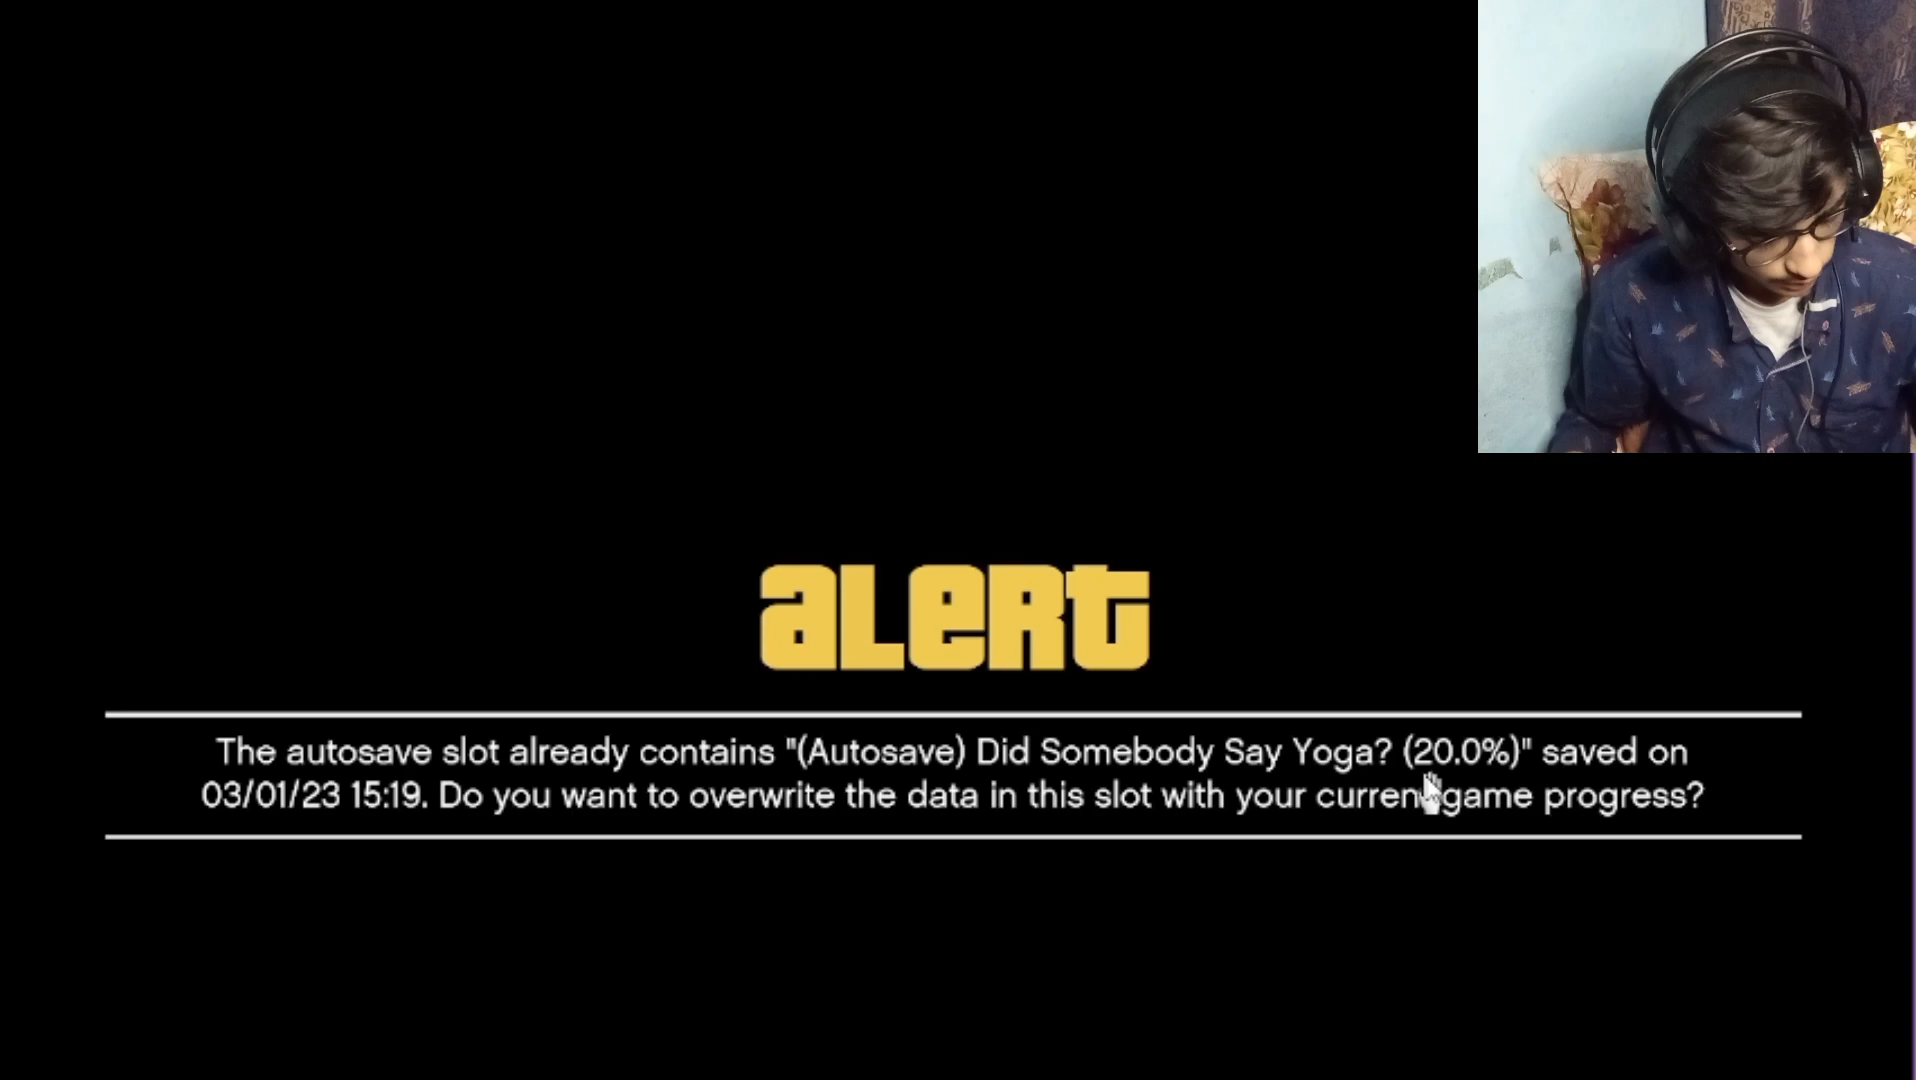 aLeRt
The autosave slot already contains "(Autosave) Did Somebody Say Yoga? (20.0%)" saved on
03/01/23 15:19. Do you want to overwrite the data in this slot with your current game progress?